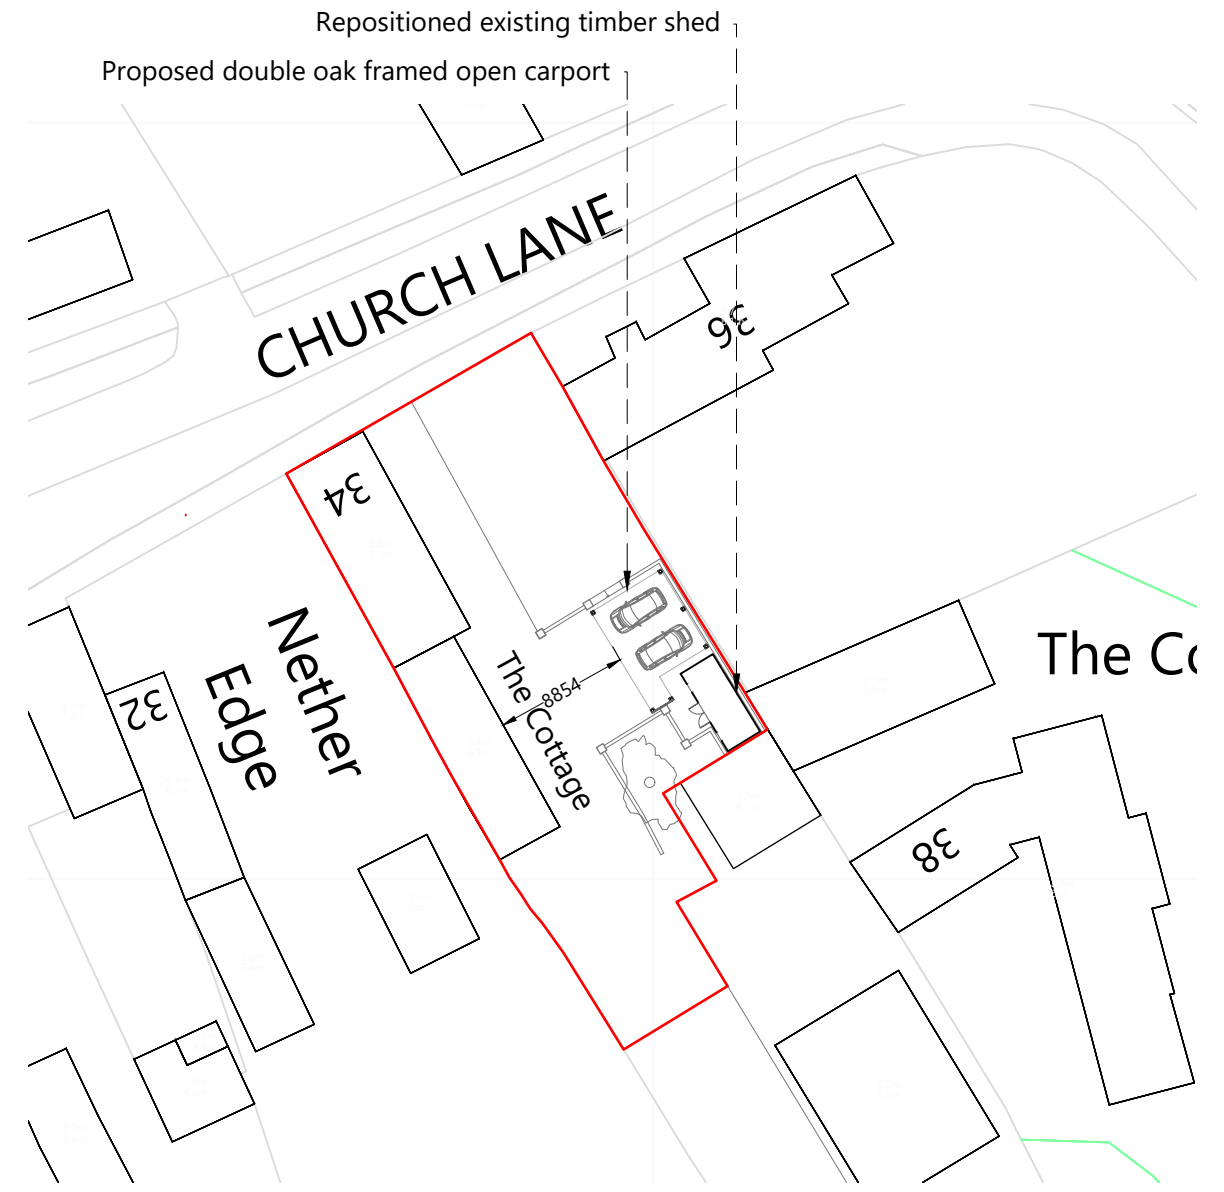 Repositioned existing timber shed
Proposed double oak framed open carport
CHURCH LANE
36
34
Nether
Edge
32
The Cottage
8854
The Co
38